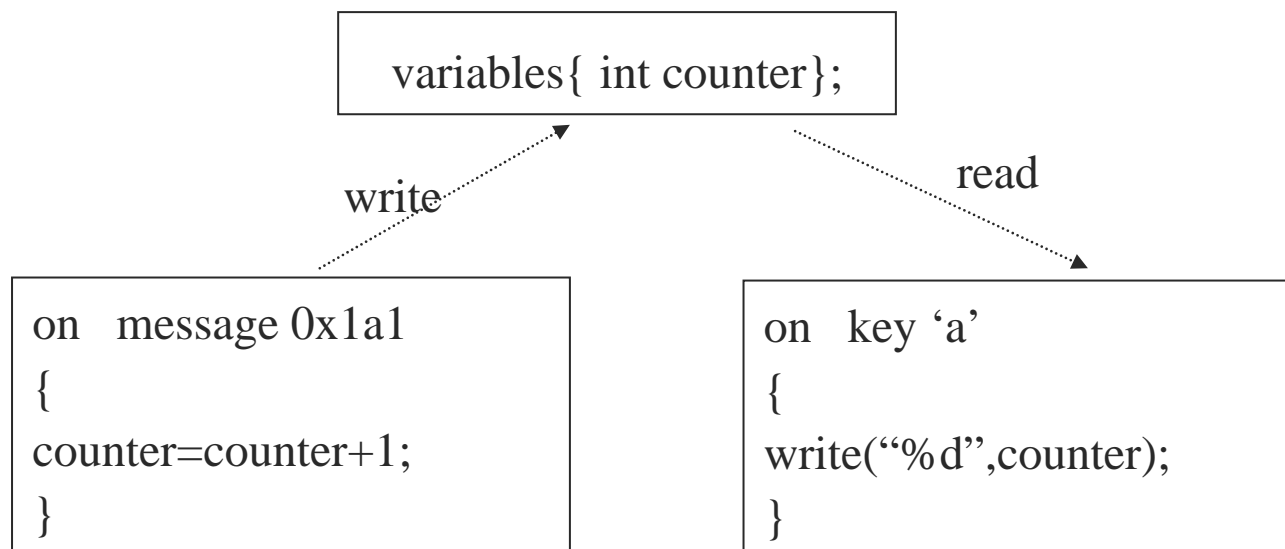 variables{ int counter};
write
read
on message 0x1a1
{
counter=counter+1;
}
on key ‘a’
{
write(“%d”,counter);
}